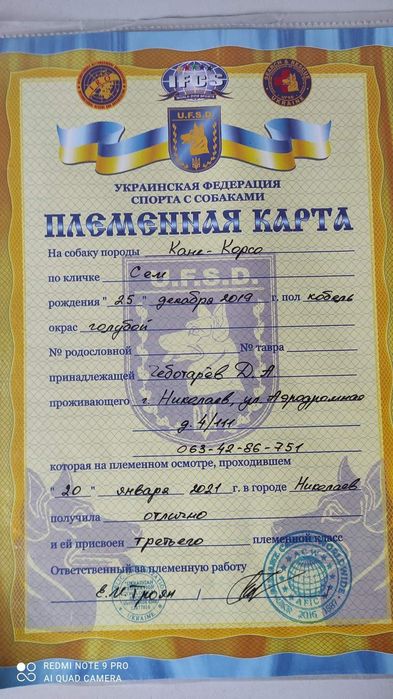 IFCS
U.F.S.D.
УКРАИНСКАЯ ФЕДЕРАЦИЯ
СПОРТА С СОБАКАМИ
ПЛЕМЕННАЯ КАРТА
На собаку породы Кане-Корсо
по кличке Сем
рождения "25" декабря 2019 г. пол кобель
окрас голубой
№ родословной № тавра
принадлежащей Чеботарёв Д.А
проживающего г. Николаев, ул. Аэродромная
д. 4/111
063-42-86-751
которая на племенном осмотре, проходившем
"20" января 2021 г. в городе Николаев
получила отлично
и ей присвоен третьего племенной класс
Ответственный за племенную работу
Е.И. Троян
U.F.S.D.
2016
REDMI NOTE 9 PRO
AI QUAD CAMERA